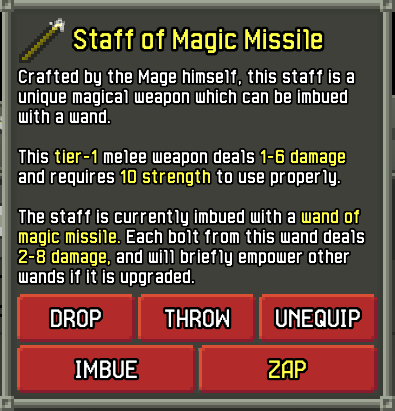 Staff of Magic Missile
Crafted by the Mage himself, this staff is a
unique magical weapon which can be imbued
with a wand.
This tier-1 melee weapon deals 1-6 damage
and requires 10 strength to use properly.
The staff is currently imbued with a wand of
magic missile. Each bolt from this wand deals
2-8 damage, and will briefly empower other
wands if it is upgraded.
DROP THROW UNEQUIP
IMBUE ZAP